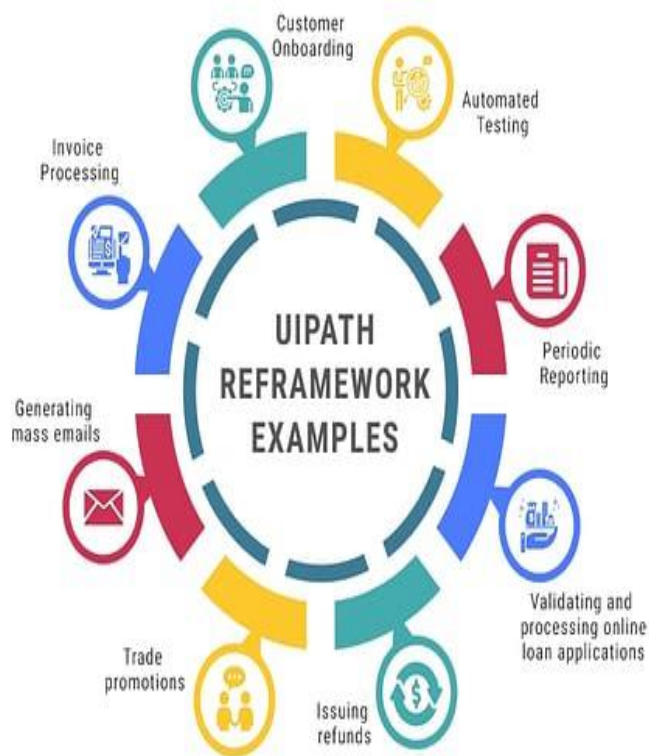 Customer
Onboarding
Automated
Testing
Invoice
Processing
UIPATH
REFRAMEWORK
EXAMPLES
Periodic
Reporting
Generating
mass emails
Validating and
processing online
loan applications
Trade
promotions
Issuing
refunds